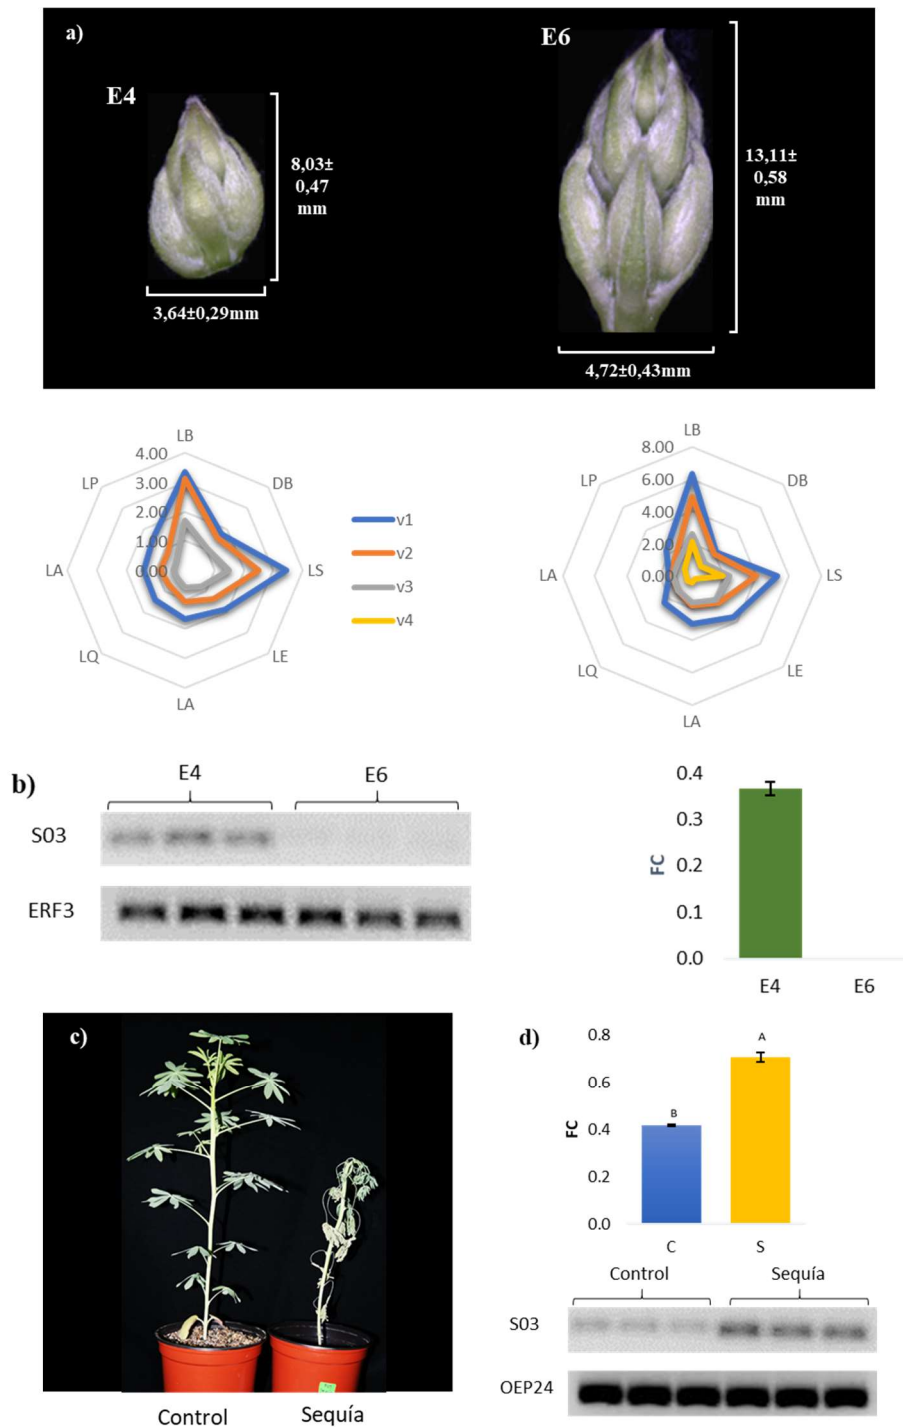 a)
E4
8,03±
0,47
mm
3,64±0,29mm
E6
13,11±
0,58
mm
4,72±0,43mm
LB
DB
LS
LE
LA
LQ
LA
LP
4.00
3.00
2.00
1.00
0.00
v1
v2
v3
v4
LB
DB
LS
LE
LA
LQ
LA
LP
8.00
6.00
4.00
2.00
0.00
b)
E4
E6
S03
ERF3
FC
0.4
0.3
0.2
0.1
0.0
E4
E6
c)
Control
Sequía
d)
FC
0.8
0.6
0.4
0.2
0.0
B
A
C
S
Control
Sequía
S03
OEP24